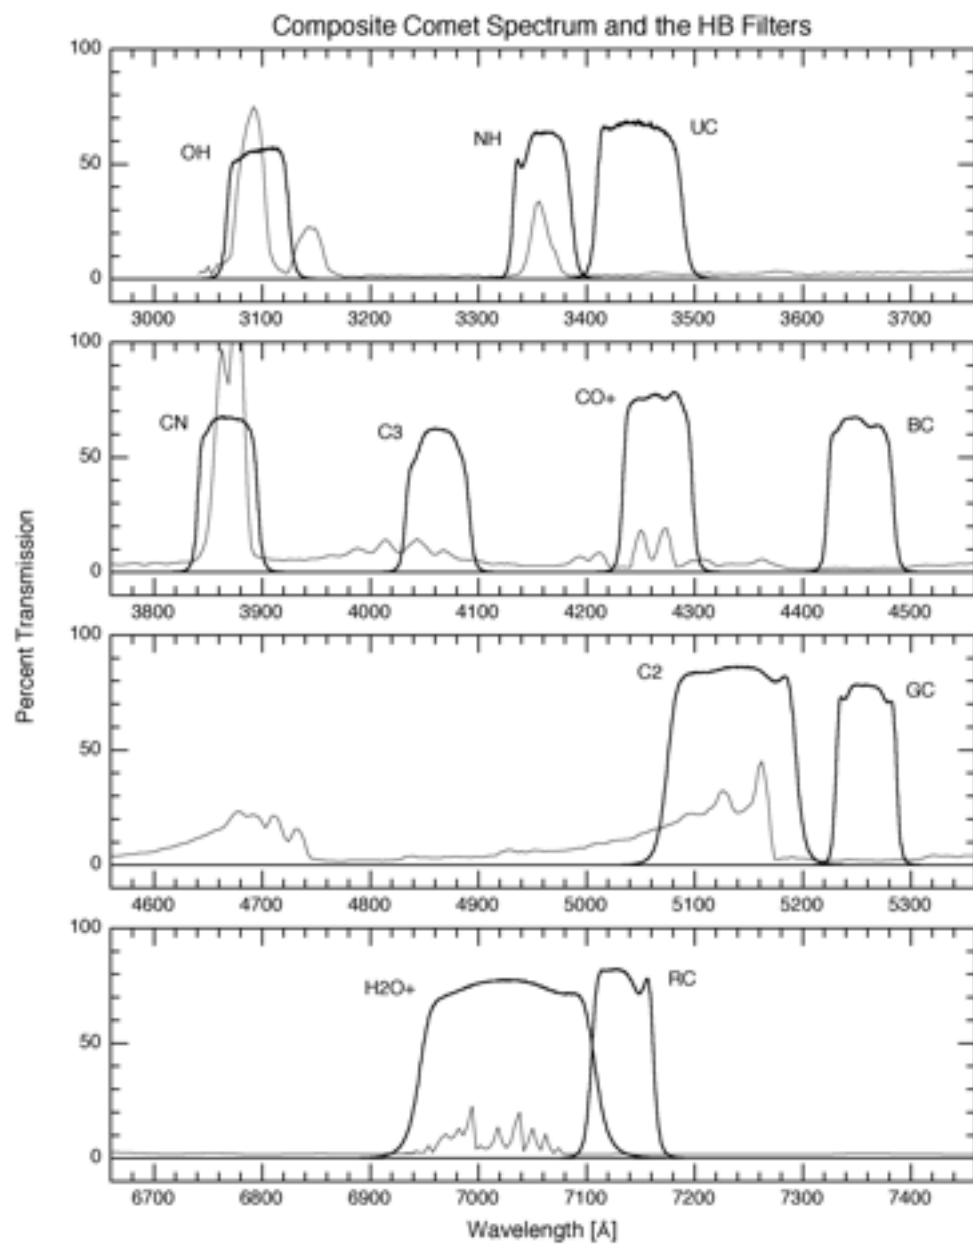 Composite Comet Spectrum and the HB Filters
100
OH
NH
UC
50
0
3000 3100 3200 3300 3400 3500 3600 3700
100
CN
C3
CO+
BC
50
0
3800 3900 4000 4100 4200 4300 4400 4500
Percent Transmission
100
C2
GC
50
0
4600 4700 4800 4900 5000 5100 5200 5300
100
H2O+
RC
50
0
6700 6800 6900 7000 7100 7200 7300 7400
Wavelength [Å]